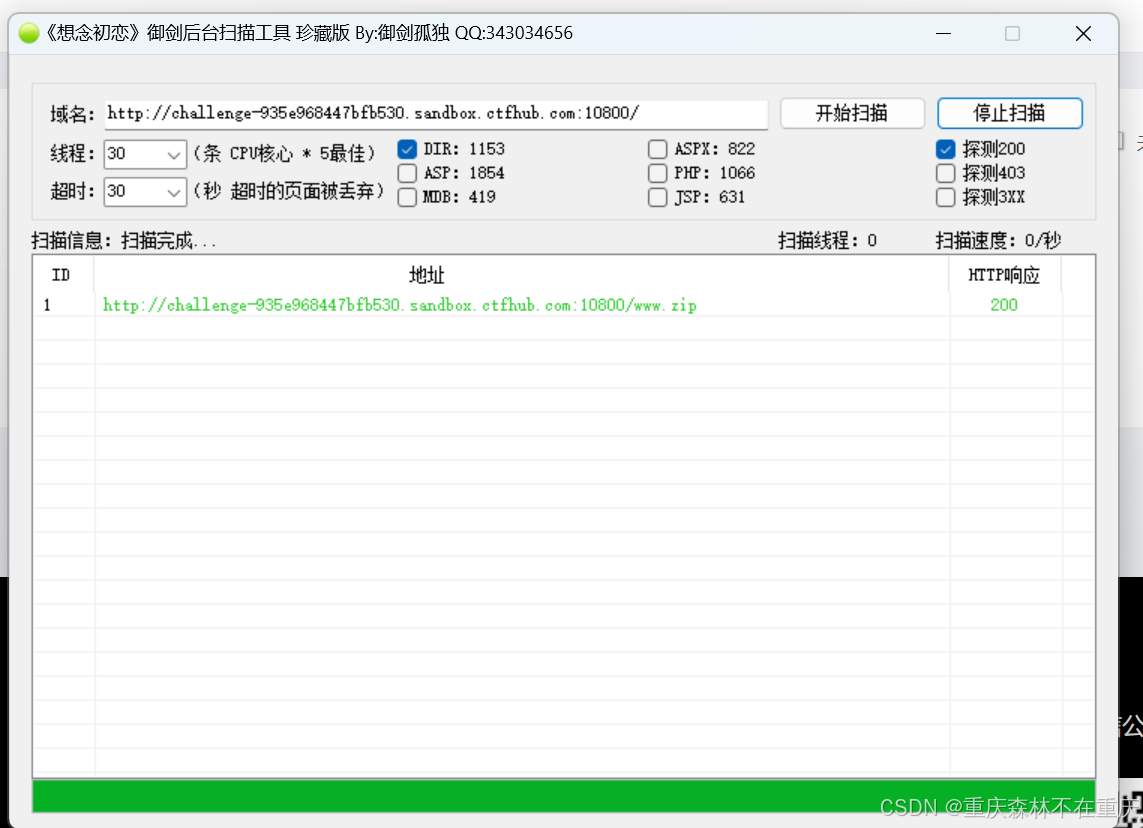 《想念初恋》御剑后台扫描工具 珍藏版 By:御剑孤独 QQ:343034656
域名: http://challenge-935e968447bfb530.sandbox.ctfhub.com:10800/ 开始扫描 停止扫描
线程: 30 (条 CPU核心 * 5最佳) DIR: 1153 ASPX: 822 探测200
ASP: 1854 PHP: 1066 探测403
超时: 30 (秒 超时的页面被丢弃) MDB: 419 JSP: 631 探测3XX
扫描信息: 扫描完成... 扫描线程: 0 扫描速度: 0/秒
ID 地址 HTTP响应
1 http://challenge-935e968447bfb530.sandbox.ctfhub.com:10800/www.zip 200
公
CSDN @重庆森林不在重庆